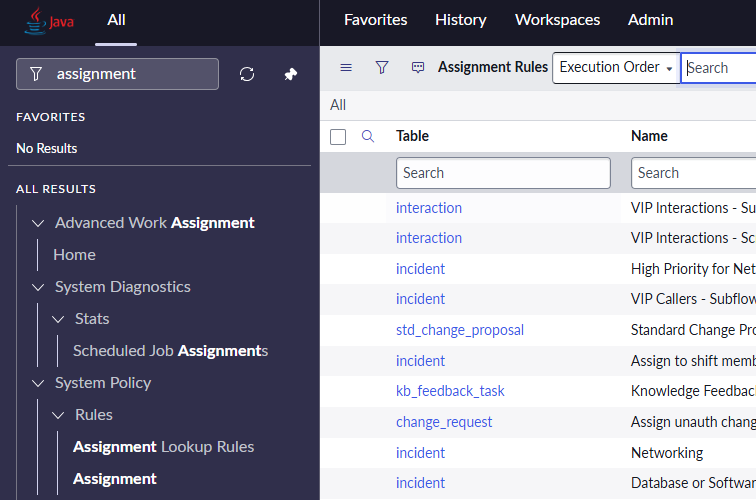 Java
All
Favorites
History
Workspaces
Admin
assignment
FAVORITES
No Results
ALL RESULTS
Advanced Work Assignment
Home
System Diagnostics
Stats
Scheduled Job Assignments
System Policy
Rules
Assignment Lookup Rules
Assignment
Assignment Rules
Execution Order
Search
All
Table
Name
Search
Search
interaction
VIP Interactions - Su
interaction
VIP Interactions - Sc
incident
High Priority for Net
incident
VIP Callers - Subflow
std_change_proposal
Standard Change Pro
incident
Assign to shift memb
kb_feedback_task
Knowledge Feedbac
change_request
Assign unauth chang
incident
Networking
incident
Database or Softwar